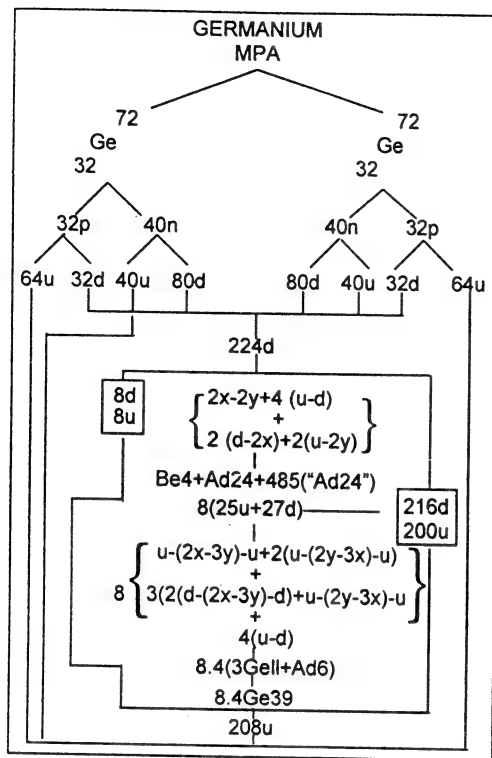 GERMANIUM
MPA
72 72
Ge Ge
32 32
32p 40n 40n 32p
64u 32d 40u 80d 80d 40u 32d 64u
224d
8d
8u
2x-2y+4 (u-d)
+
2 (d-2x)+2(u-2y)
Be4+Ad24+485("Ad24")
8(25u+27d)
216d
200u
u-(2x-3y)-u+2(u-(2y-3x)-u)
+
8 3(2(d-(2x-3y)-d)+u-(2y-3x)-u
+
4(u-d)
8.4(3GeII+Ad6)
8.4Ge39
208u